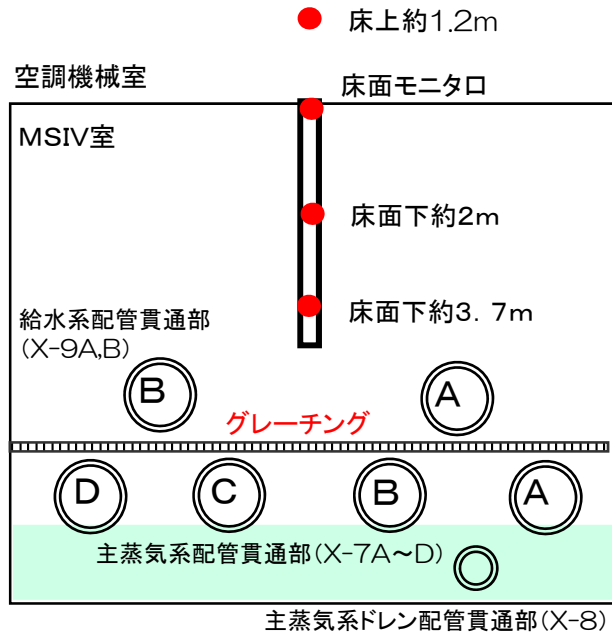 床上約1.2m
空調機械室
床面モニタ口
MSIV室
床面下約2m
床面下約3.7m
給水系配管貫通部
(X-9A,B)
B
A
グレーチング
D
C
B
A
主蒸気系配管貫通部(X-7A～D)
主蒸気系ドレン配管貫通部(X-8)